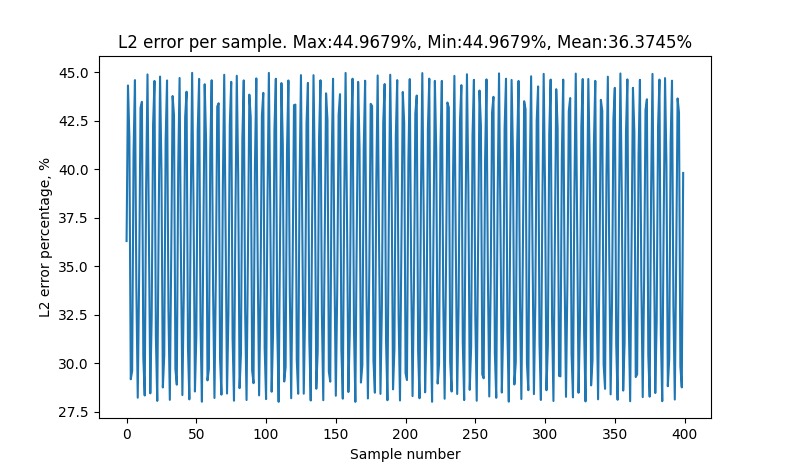 L2 error per sample. Max:44.9679%, Min:44.9679%, Mean:36.3745%
L2 error percentage, %
45.0
42.5
40.0
37.5
35.0
32.5
30.0
27.5
0 50 100 150 200 250 300 350 400
Sample number